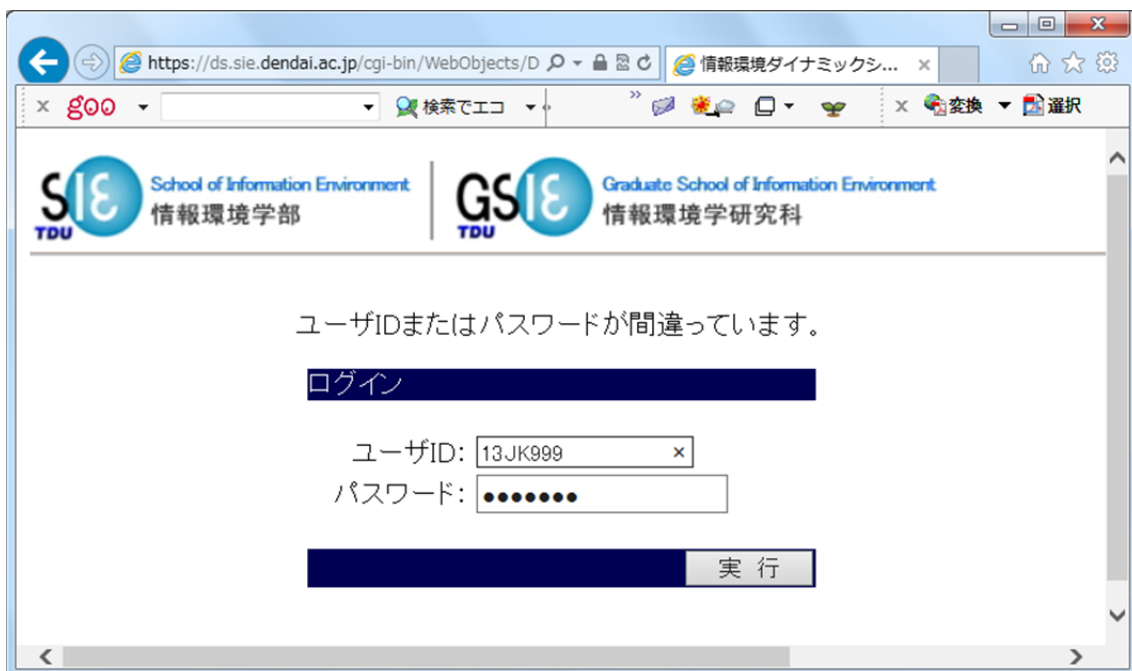 https://ds.sie.dendai.ac.jp/cgi-bin/WebObjects/D
情報環境ダイナミックシ...
goo
検索でエコ
変換
選択
SIE TDU
School of Information Environment
情報環境学部
GSIE TDU
Graduate School of Information Environment
情報環境学研究科
ユーザIDまたはパスワードが間違っています。
ログイン
ユーザID: 13JK999
パスワード: ●●●●●●●
実 行